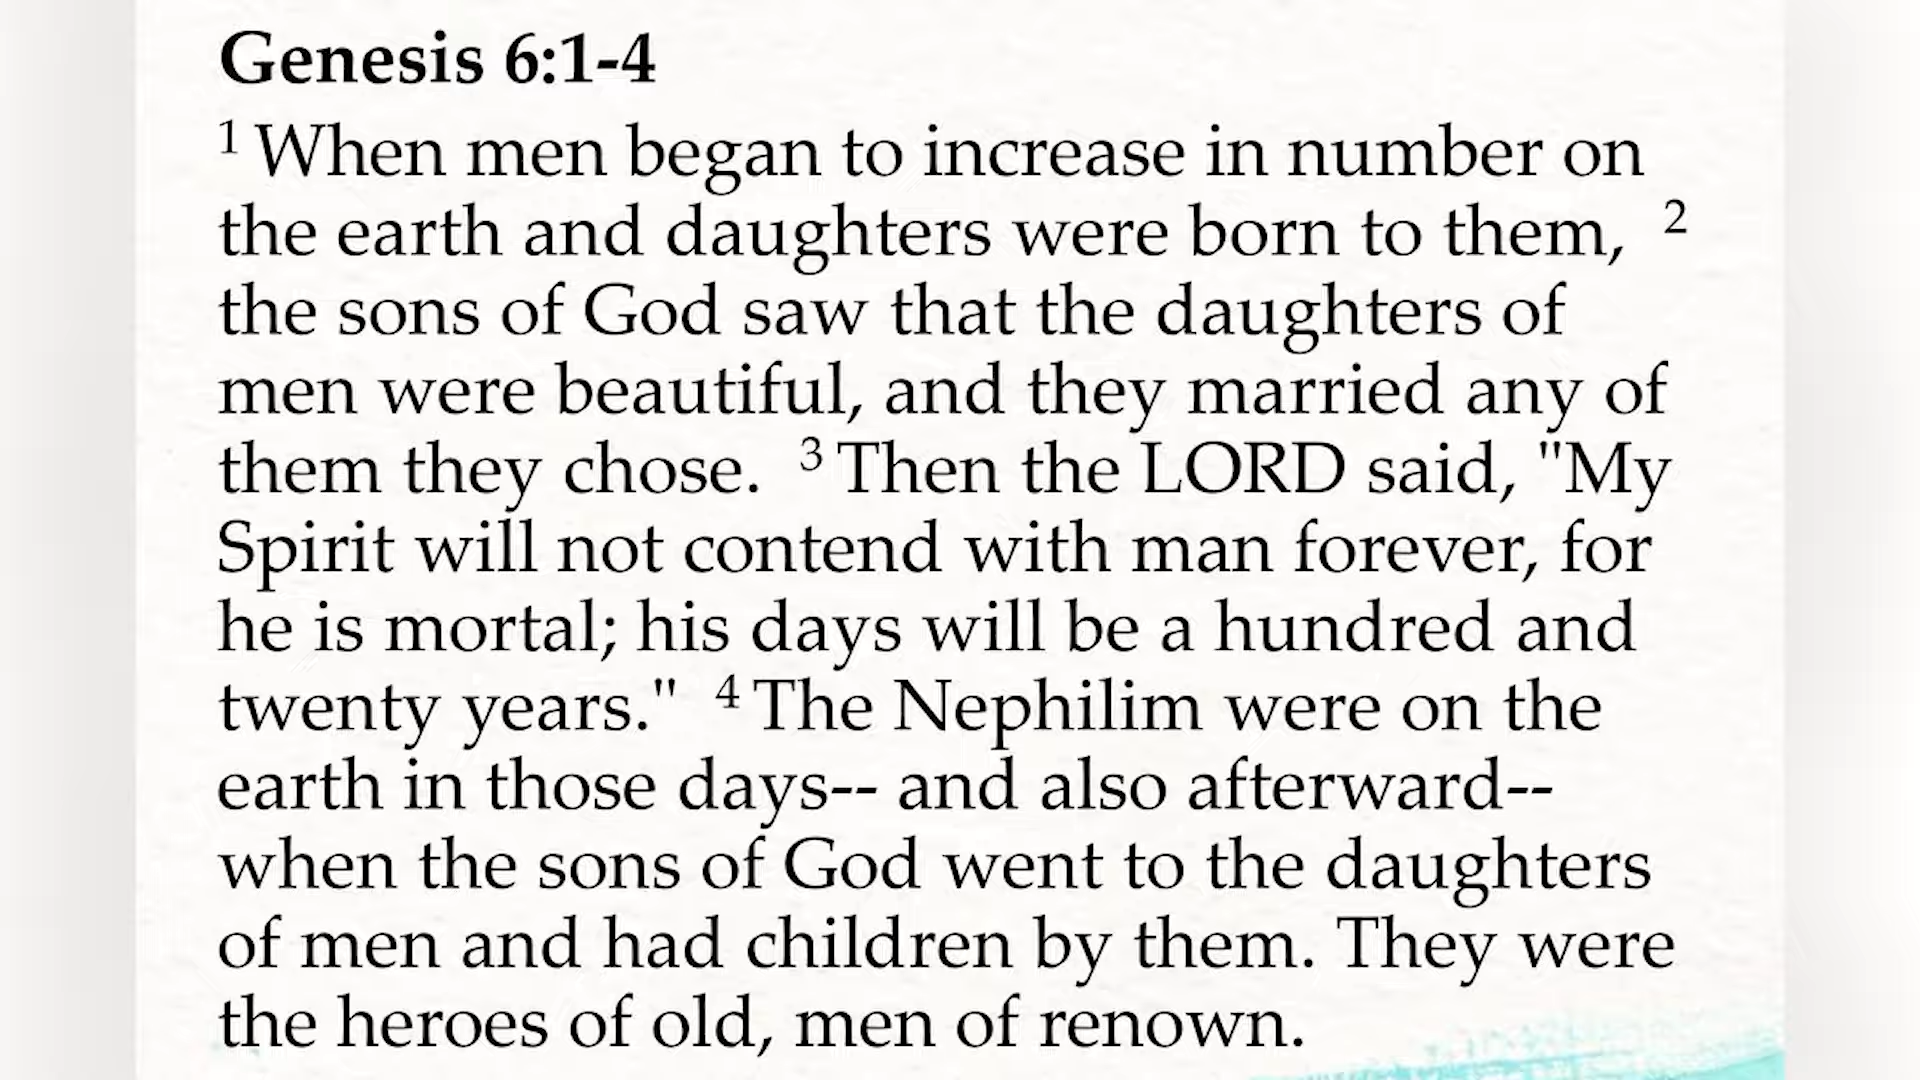 Genesis 6:1-4
1 When men began to increase in number on
the earth and daughters were born to them, 2
the sons of God saw that the daughters of
men were beautiful, and they married any of
them they chose. 3 Then the LORD said, "My
Spirit will not contend with man forever, for
he is mortal; his days will be a hundred and
twenty years." 4 The Nephilim were on the
earth in those days-- and also afterward--
when the sons of God went to the daughters
of men and had children by them. They were
the heroes of old, men of renown.